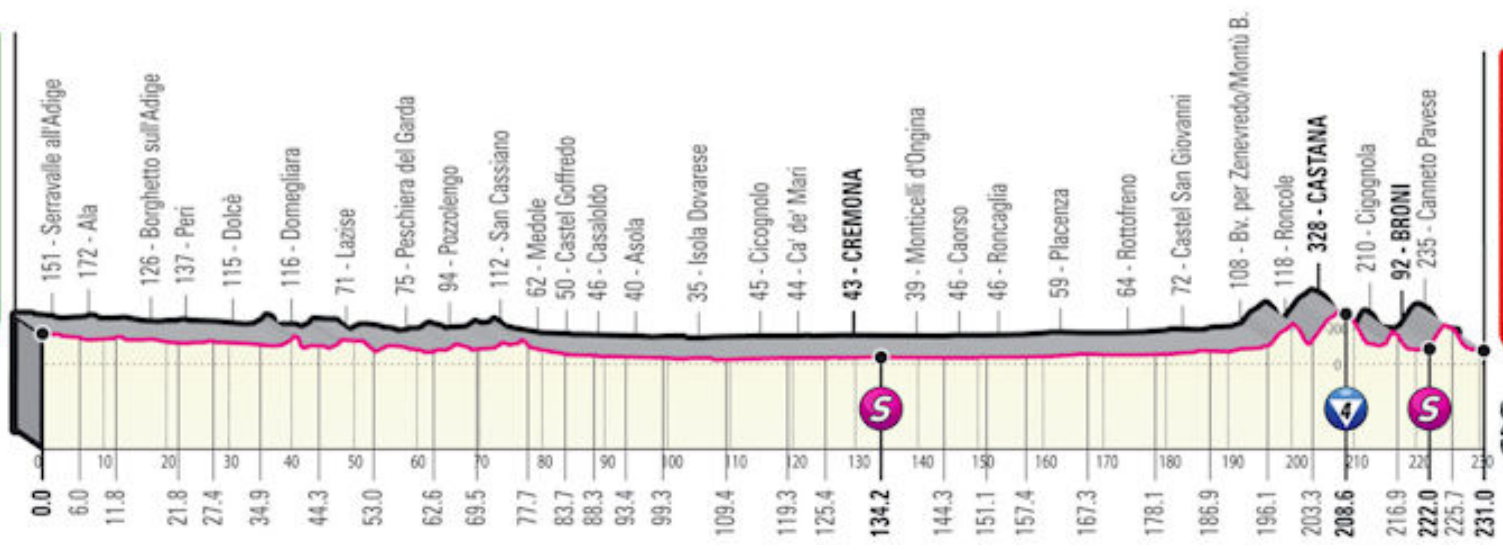 151 - Serravalle all'Adige
172 - Ala
126 - Borghetto sull'Adige
137 - Peri
115 - Dolcè
116 - Domegliara
71 - Lazise
75 - Peschiera del Garda
94 - Pozzolengo
112 - San Cassiano
62 - Medole
50 - Castel Goffredo
46 - Casaloldo
40 - Asola
35 - Isola Dovarese
45 - Cicognolo
44 - Ca' de' Mari
43 - CREMONA
39 - Monticelli d'Ongina
46 - Caorso
46 - Roncaglia
59 - Piacenza
64 - Rottofreno
72 - Castel San Giovanni
108 - Bv. per Zenevredo/Montù B.
118 - Roncole
328 - CASTANA
210 - Cigognola
92 - BRONI
235 - Canneto Pavese
0
S
4
S
0 10 20 30 40 50 60 70 80 90 100 110 120 130 140 150 160 170 180 190 200 210 220 230
0.0
6.0
11.8
21.8
27.4
34.9
44.3
53.0
62.6
69.5
77.7
83.7
88.3
93.4
99.3
109.4
119.3
125.4
134.2
144.3
151.1
157.4
167.3
178.1
186.9
196.1
203.3
208.6
216.9
222.0
225.7
231.0